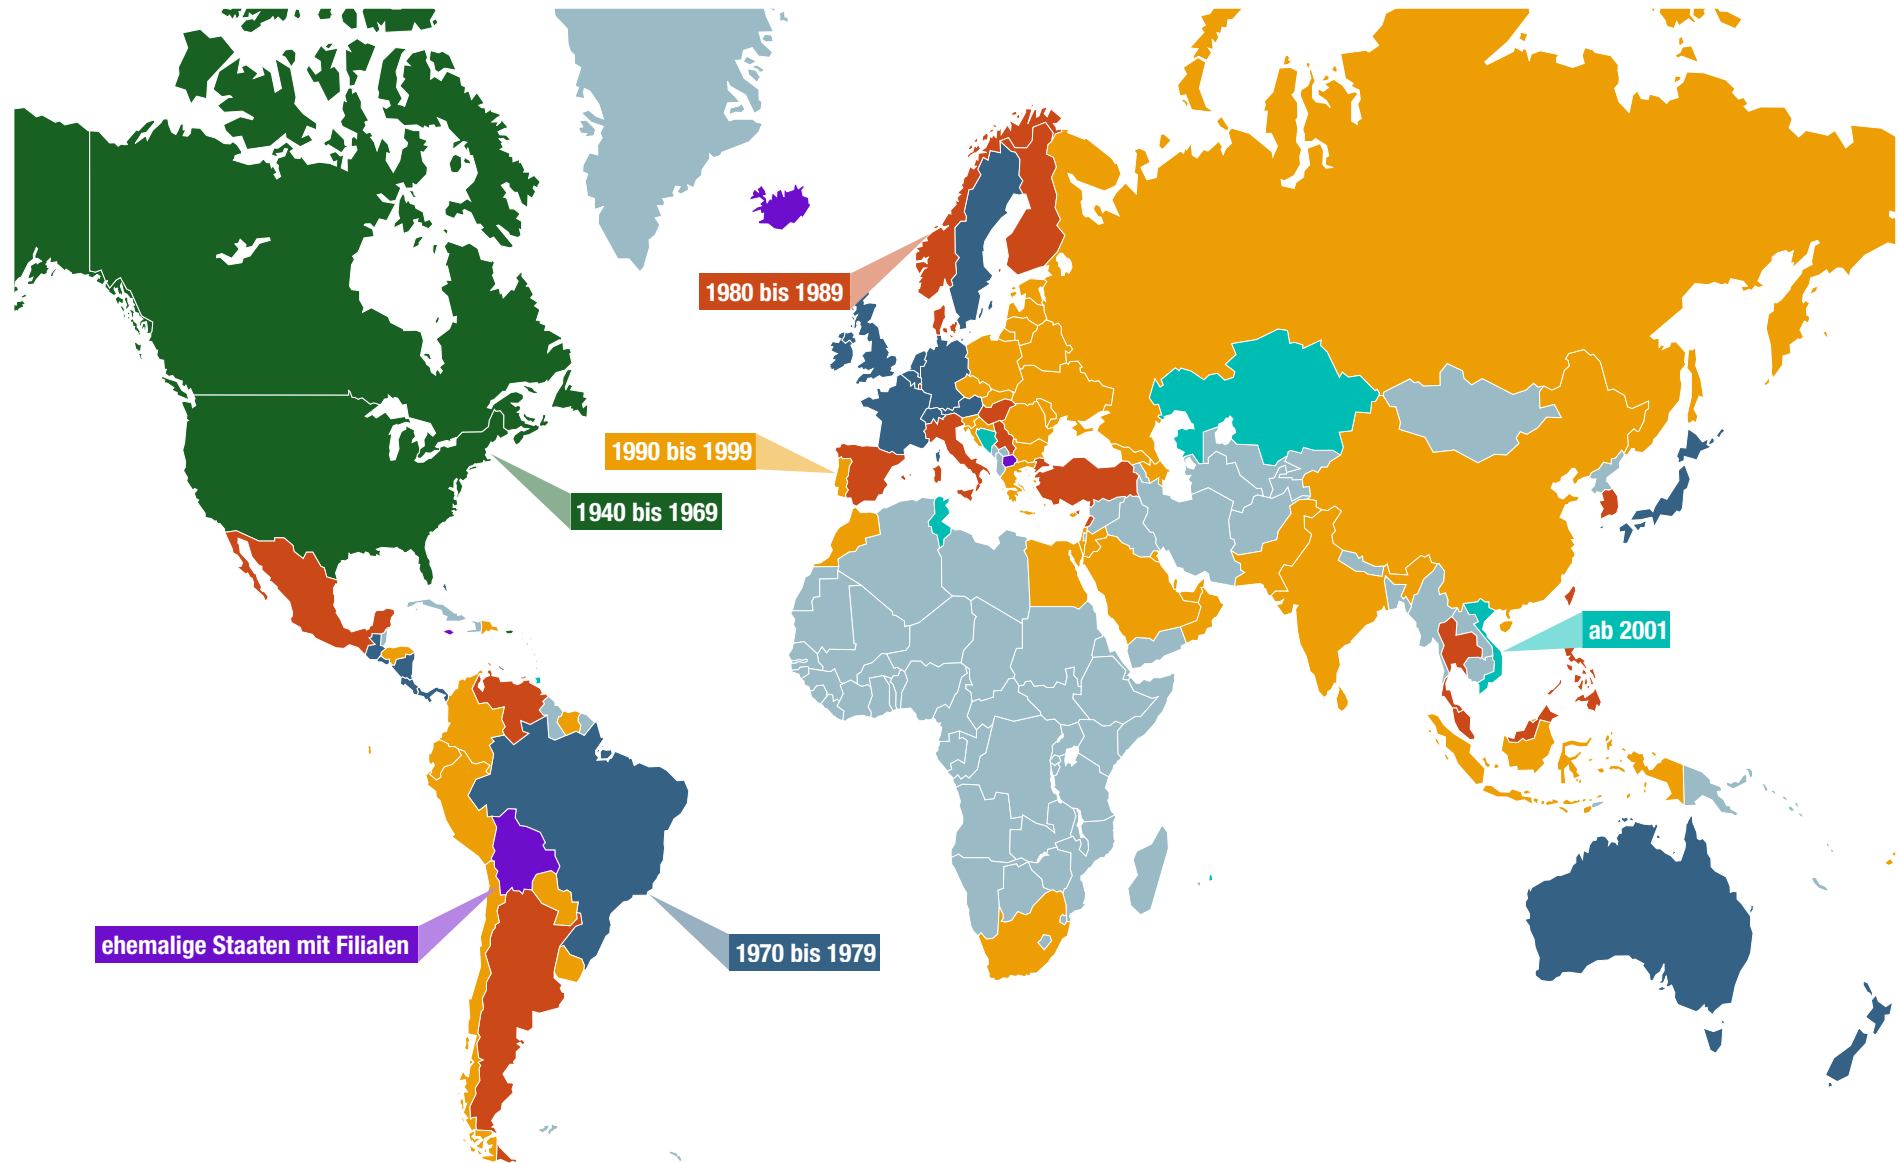 1980 bis 1989
1990 bis 1999
1940 bis 1969
ab 2001
ehemalige Staaten mit Filialen
1970 bis 1979